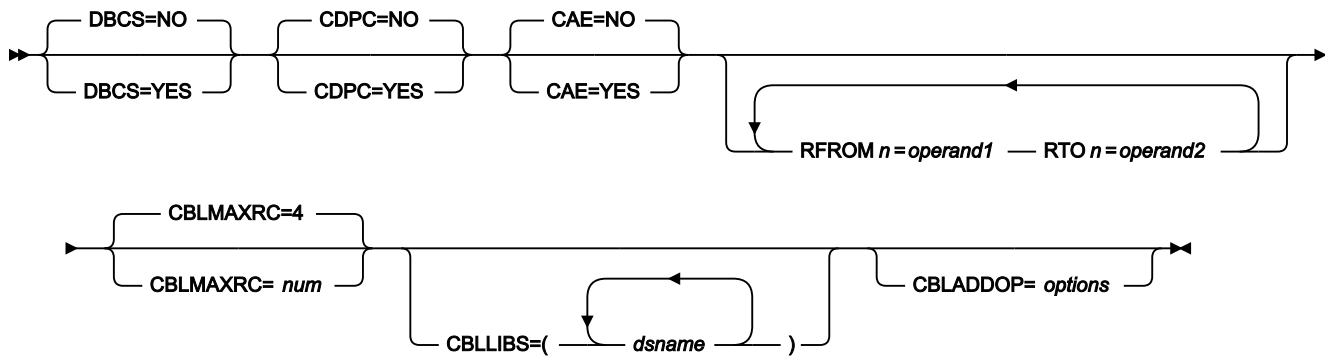 DBCS=NO CDPC=NO CAE=NO
DBCS=YES CDPC=YES CAE=YES
RFROM n = operand1 RTO n = operand2
CBLMAXRC=4
CBLMAXRC= num CBLADDOP= options
CBLLIBS=( dsname )